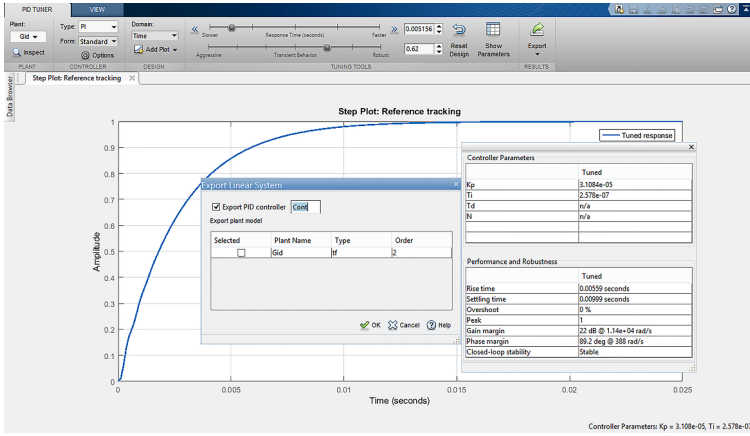 PID TUNER VIEW
Plant: Type: PI Domain:
Gid Form: Standard Time
Inspect Options Add Plot
Slower Response Time (seconds) Faster 0.005156
Aggressive Transient Behavior Robust 0.62
Reset Design
Show Parameters
Export
PLANT CONTROLLER DESIGN TUNING TOOLS RESULTS
Data Browser
Step Plot: Reference tracking
Step Plot: Reference tracking
Tuned response
Amplitude
1
0.9
0.8
0.7
0.6
0.5
0.4
0.3
0.2
0.1
0
0 0.005 0.01 0.015 0.02 0.025
Time (seconds)
Export Linear System
Export PID controller Cont
Export plant model
Selected Plant Name Type Order
Gid tf 2
OK Cancel Help
Controller Parameters
Tuned
Kp 3.1084e-05
Ti 2.578e-07
Td n/a
N n/a
Performance and Robustness
Tuned
Rise time 0.00559 seconds
Settling time 0.00999 seconds
Overshoot 0 %
Peak 1
Gain margin 22 dB @ 1.14e+04 rad/s
Phase margin 89.2 deg @ 388 rad/s
Closed-loop stability Stable
Controller Parameters: Kp = 3.108e-05, Ti = 2.578e-07